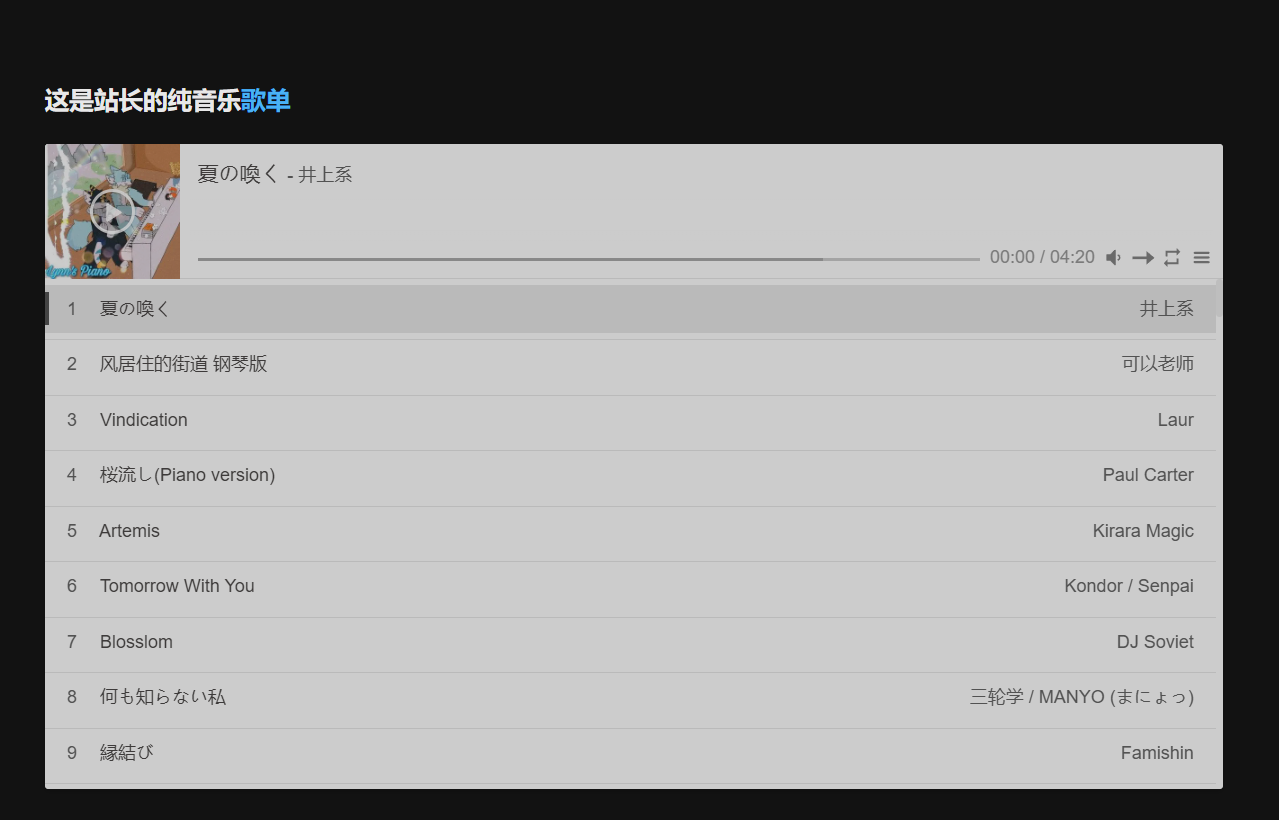 这是站长的纯音乐歌单
夏の喚く - 井上系
Lynn's Piano
00:00 / 04:20
1 夏の喚く 井上系
2 风居住的街道 钢琴版 可以老师
3 Vindication Laur
4 桜流し(Piano version) Paul Carter
5 Artemis Kirara Magic
6 Tomorrow With You Kondor / Senpai
7 Blosslom DJ Soviet
8 何も知らない私 三轮学 / MANYO (まにょっ)
9 縁結び Famishin